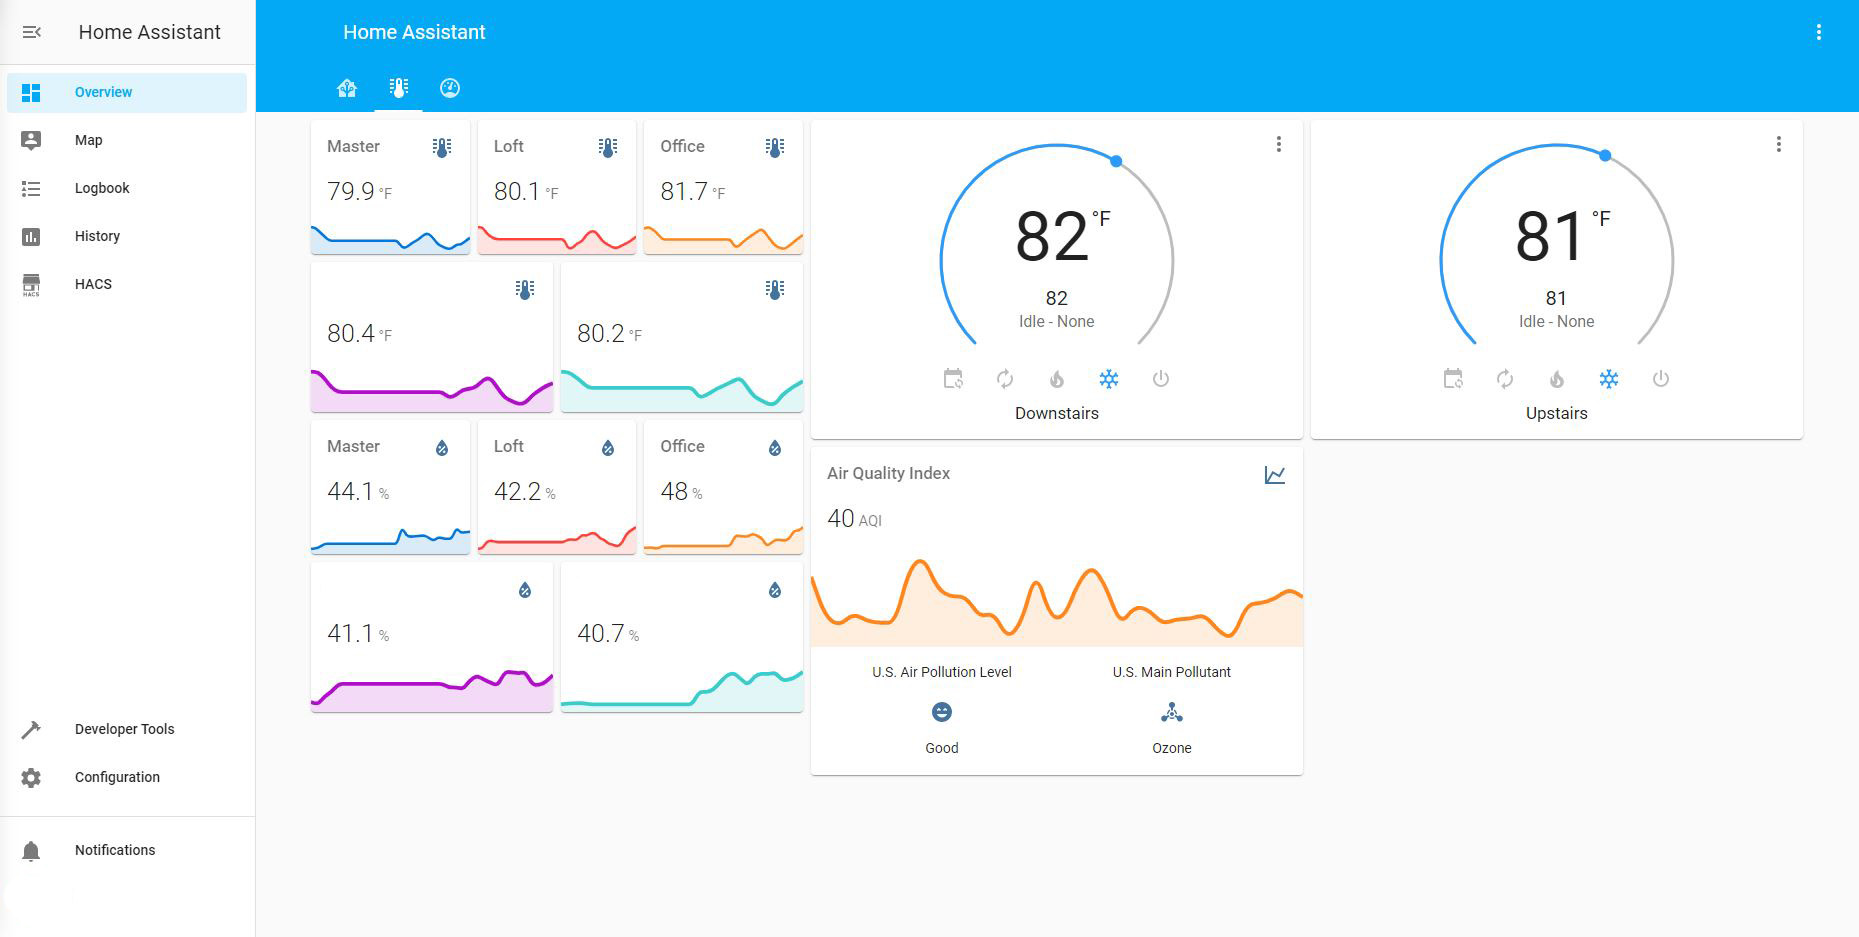 Home Assistant
Overview
Map
Logbook
History
HACS
HACS
Developer Tools
Configuration
Notifications
Home Assistant
Master
79.9 °F
Loft
80.1 °F
Office
81.7 °F
80.4 °F
80.2 °F
Master
44.1 %
Loft
42.2 %
Office
48 %
41.1 %
40.7 %
82 °F
82
Idle - None
Downstairs
Air Quality Index
40 AQI
U.S. Air Pollution Level
U.S. Main Pollutant
Good
Ozone
81 °F
81
Idle - None
Upstairs